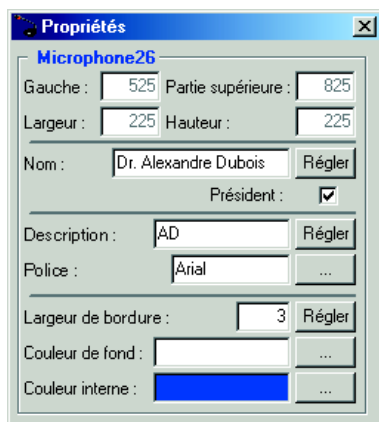 Propriétés
Microphone26
Gauche : 525 Partie supérieure : 825
Largeur : 225 Hauteur : 225
Nom : Dr. Alexandre Dubois Régler
Président :
Description : AD Régler
Police : Arial ...
Largeur de bordure : 3 Régler
Couleur de fond : ...
Couleur interne : ...